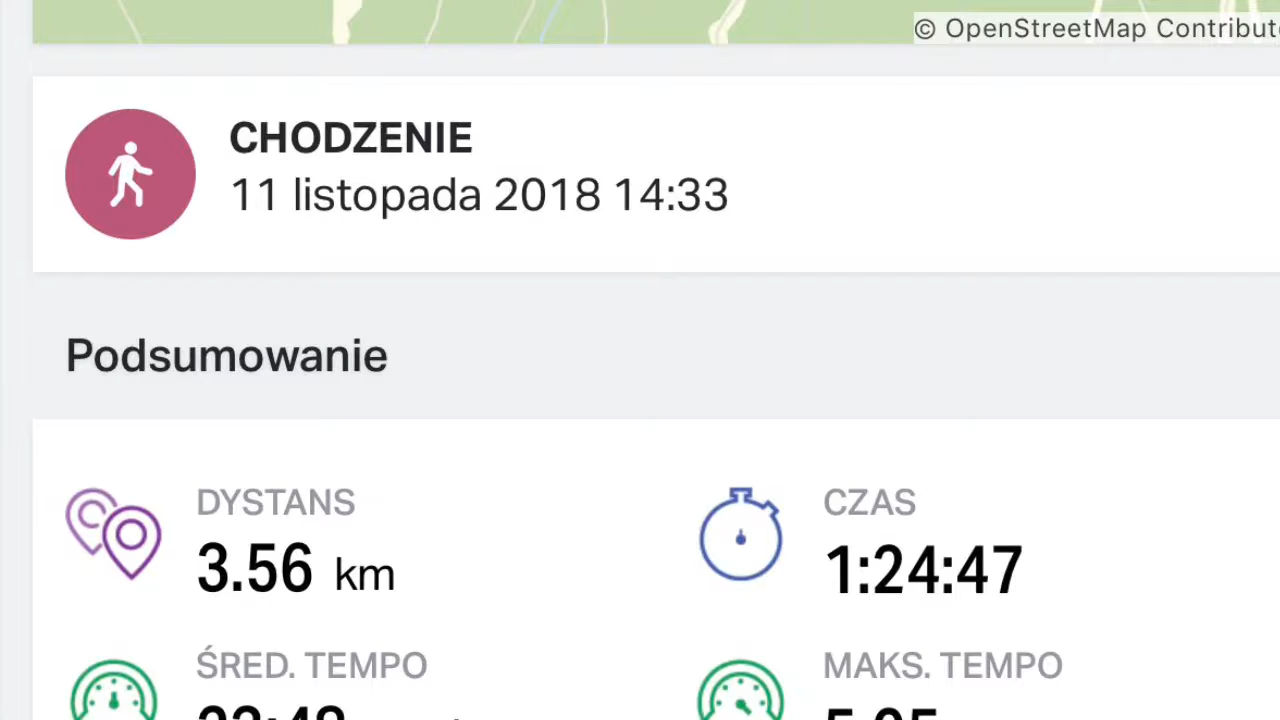 © OpenStreetMap
CHODZENIE
11 listopada 2018 14:33
Podsumowanie
DYSTANS
3.56 km
CZAS
1:24:47
ŚRED. TEMPO
MAKS. TEMPO